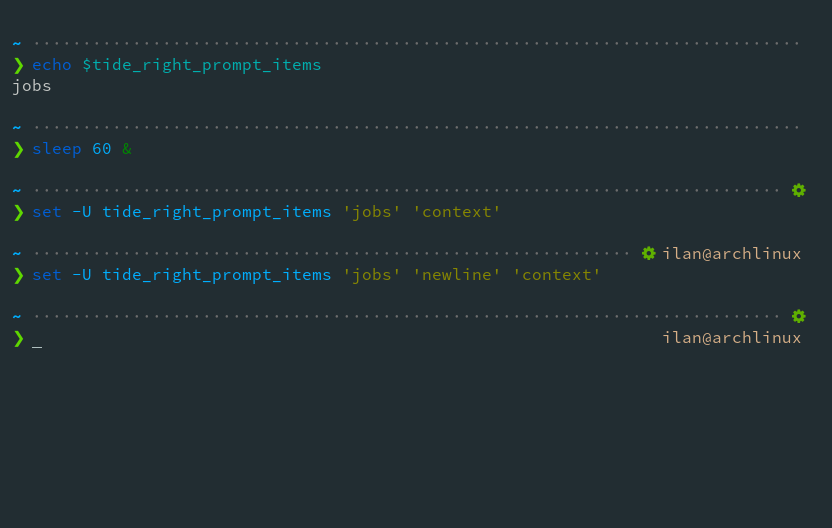 ~ ·············································································
❯ echo $tide_right_prompt_items
jobs
~ ·············································································
❯ sleep 60 &
~ ···········································································
❯ set -U tide_right_prompt_items 'jobs' 'context'
~ ···························································· ilan@archlinux
❯ set -U tide_right_prompt_items 'jobs' 'newline' 'context'
~ ···········································································
❯ _ ilan@archlinux